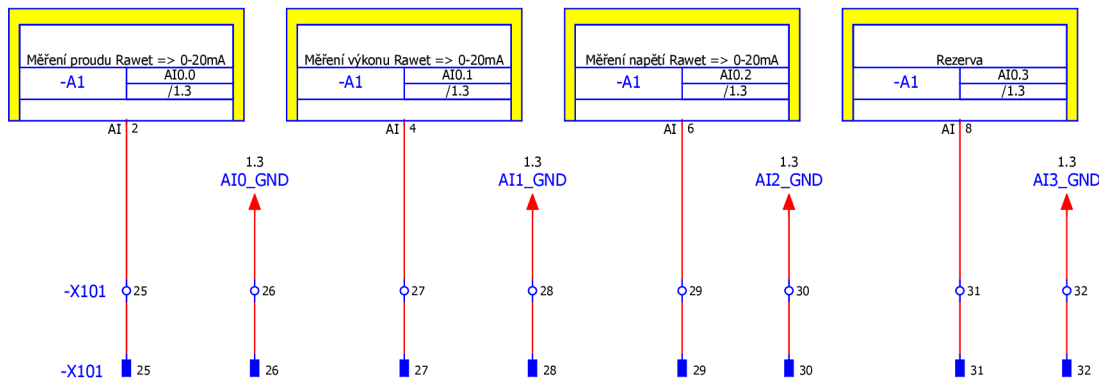 Měření proudu Rawet => 0-20mA
-A1
AI0.0
/1.3
AI 2
Měření výkonu Rawet => 0-20mA
-A1
AI0.1
/1.3
AI 4
Měření napětí Rawet => 0-20mA
-A1
AI0.2
/1.3
AI 6
Rezerva
-A1
AI0.3
/1.3
AI 8
1.3
AI0_GND
1.3
AI1_GND
1.3
AI2_GND
1.3
AI3_GND
-X101 25 26 27 28 29 30 31 32
-X101 25 26 27 28 29 30 31 32